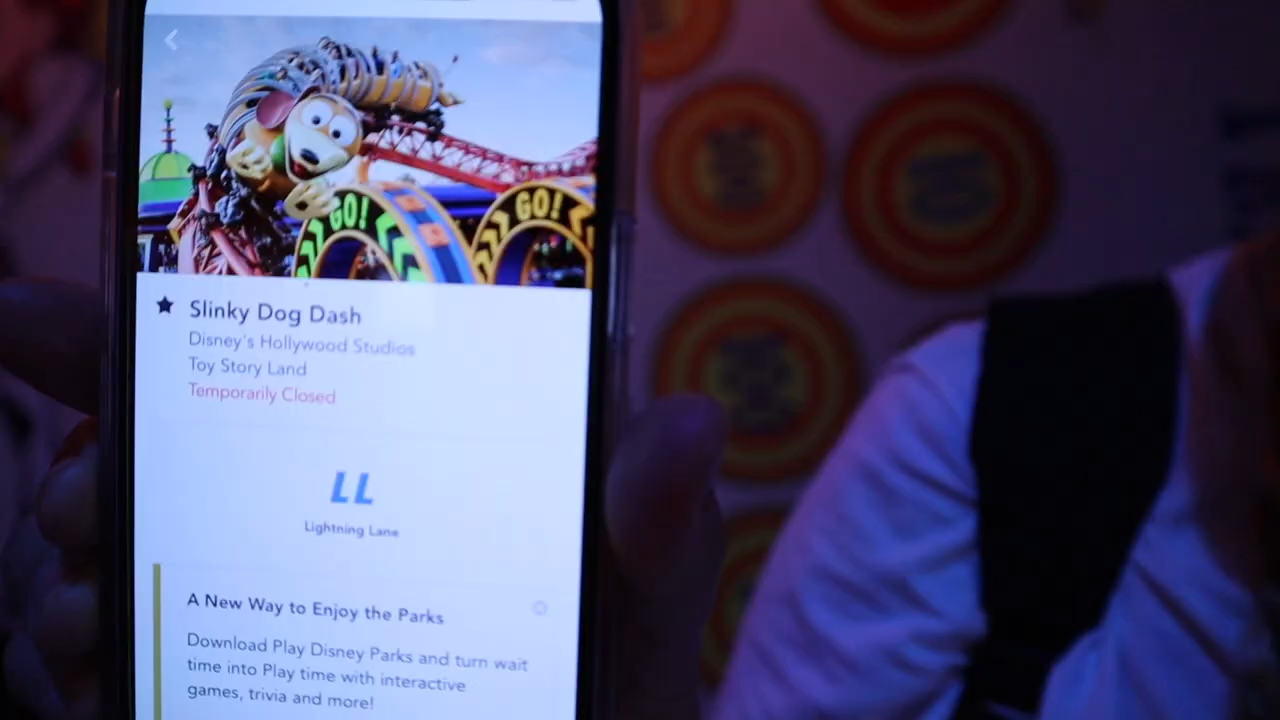 GO!
GO!
Slinky Dog Dash
Disney's Hollywood Studios
Toy Story Land
Temporarily Closed
LL
Lightning Lane
A New Way to Enjoy the Parks
Download Play Disney Parks and turn wait
time into Play time with interactive
games, trivia and more!